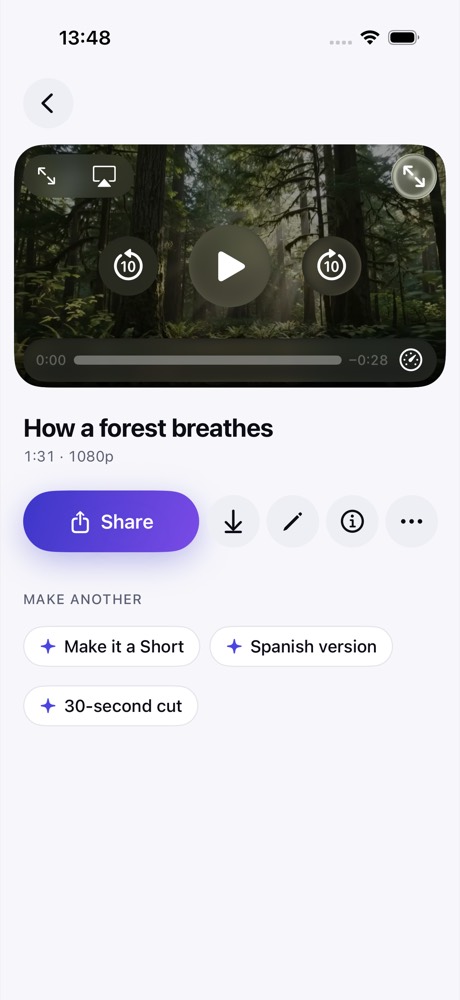 13:48
10
10
0:00 −0:28
How a forest breathes
1:31 · 1080p
Share
MAKE ANOTHER
Make it a Short
Spanish version
30-second cut